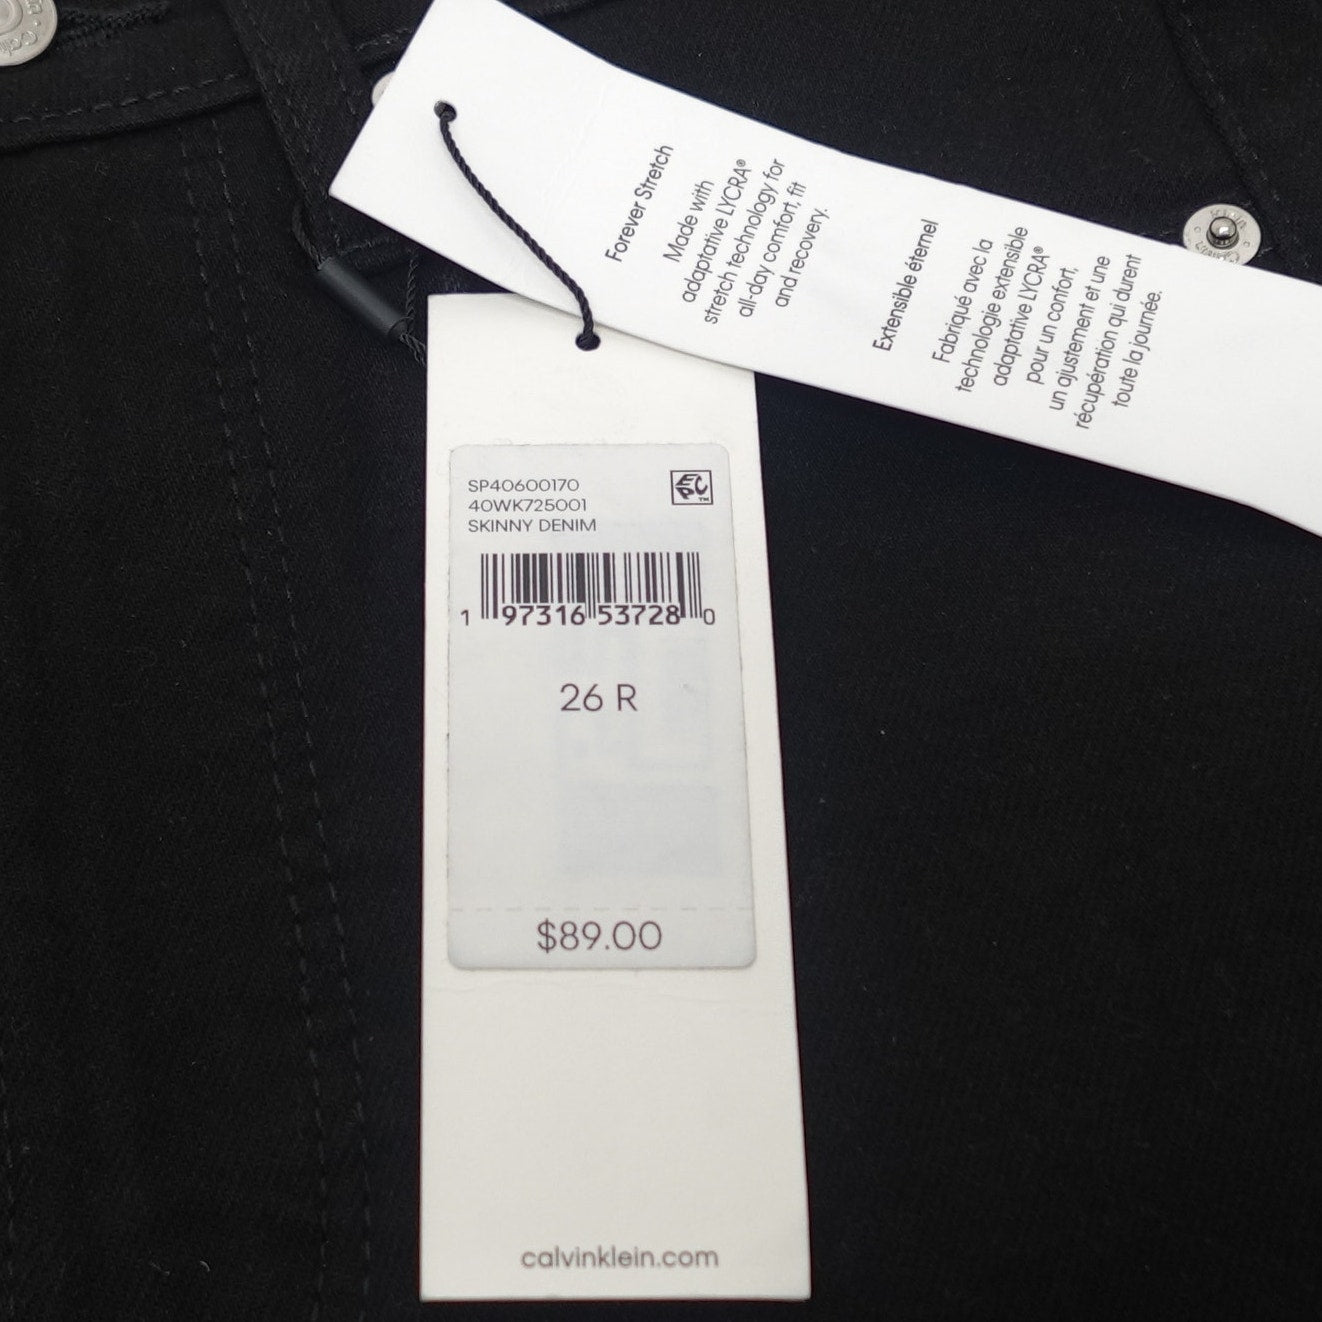 Forever Stretch
Made with
adaptative LYCRA®
stretch technology for
all-day comfort, fit
and recovery.
Extensible éternel
Fabriqué avec la
technologie extensible
adaptative LYCRA®
pour un confort,
un ajustement et une
récupération qui durent
toute la journée.
SP40600170
40WK725001
SKINNY DENIM
EPC™
1 97316 53728 0
26 R
$89.00
calvinklein.com